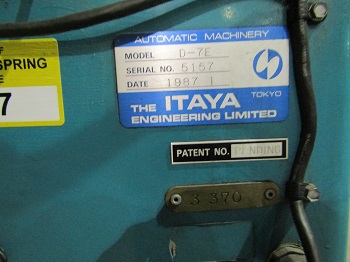 F
SPRING
E
7
AUTOMATIC MACHINERY
MODEL D-7E
SERIAL NO. 5157
DATE 1987 1
TOKYO
THE ITAYA
ENGINEERING LIMITED
PATENT NO. PENDING
3 370